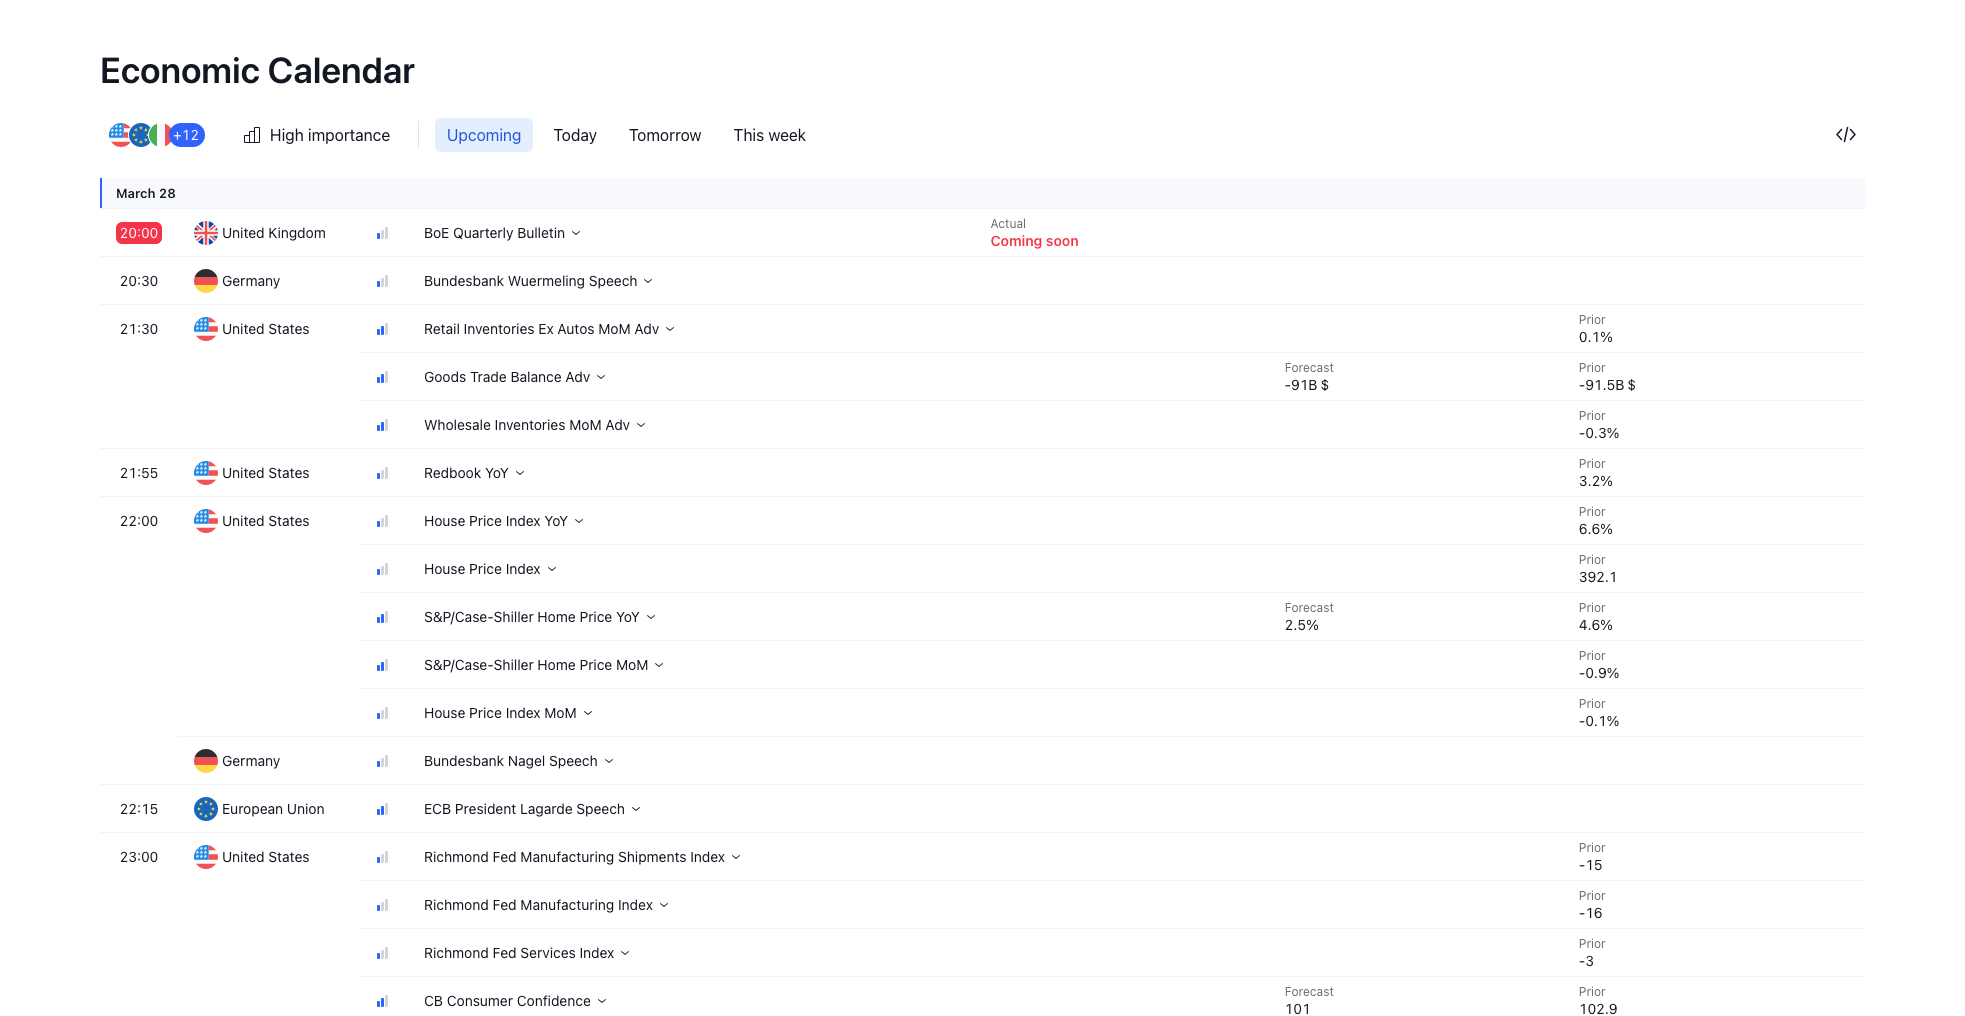 Economic Calendar
+12 High importance Upcoming Today Tomorrow This week </>
March 28
20:00 United Kingdom BoE Quarterly Bulletin Actual Coming soon
20:30 Germany Bundesbank Wuermeling Speech
21:30 United States Retail Inventories Ex Autos MoM Adv Prior 0.1%
Goods Trade Balance Adv Forecast -91B $ Prior -91.5B $
Wholesale Inventories MoM Adv Prior -0.3%
21:55 United States Redbook YoY Prior 3.2%
22:00 United States House Price Index YoY Prior 6.6%
House Price Index Prior 392.1
S&P/Case-Shiller Home Price YoY Forecast 2.5% Prior 4.6%
S&P/Case-Shiller Home Price MoM Prior -0.9%
House Price Index MoM Prior -0.1%
Germany Bundesbank Nagel Speech
22:15 European Union ECB President Lagarde Speech
23:00 United States Richmond Fed Manufacturing Shipments Index Prior -15
Richmond Fed Manufacturing Index Prior -16
Richmond Fed Services Index Prior -3
CB Consumer Confidence Forecast 101 Prior 102.9